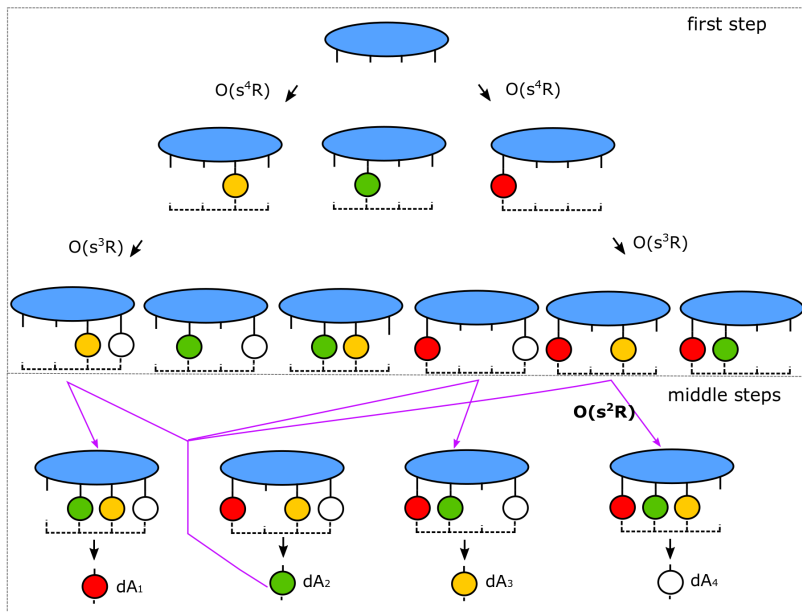 first step
O(s⁴R) O(s⁴R)
O(s³R) O(s³R)
middle steps
O(s²R)
dA₁ dA₂ dA₃ dA₄